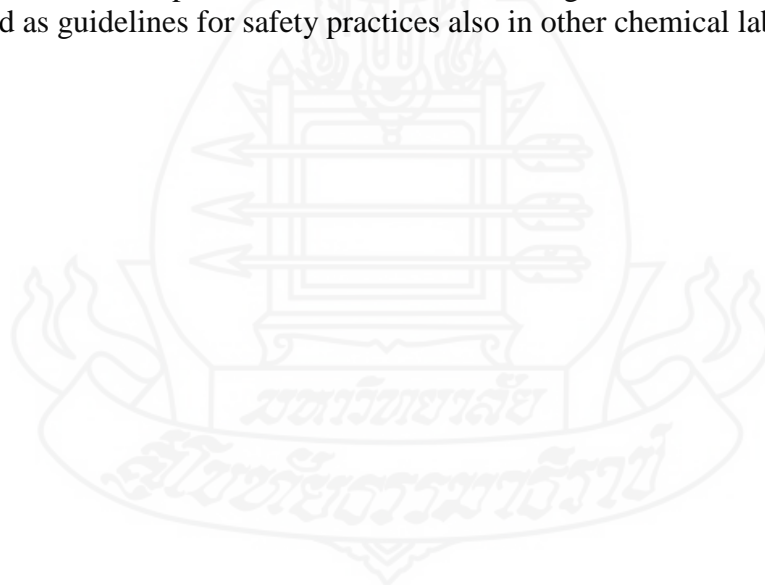 d as guidelines for safety practices also in other chemical lab
มหาวิทยาลัย
สุโขทัยธรรมาธิราช